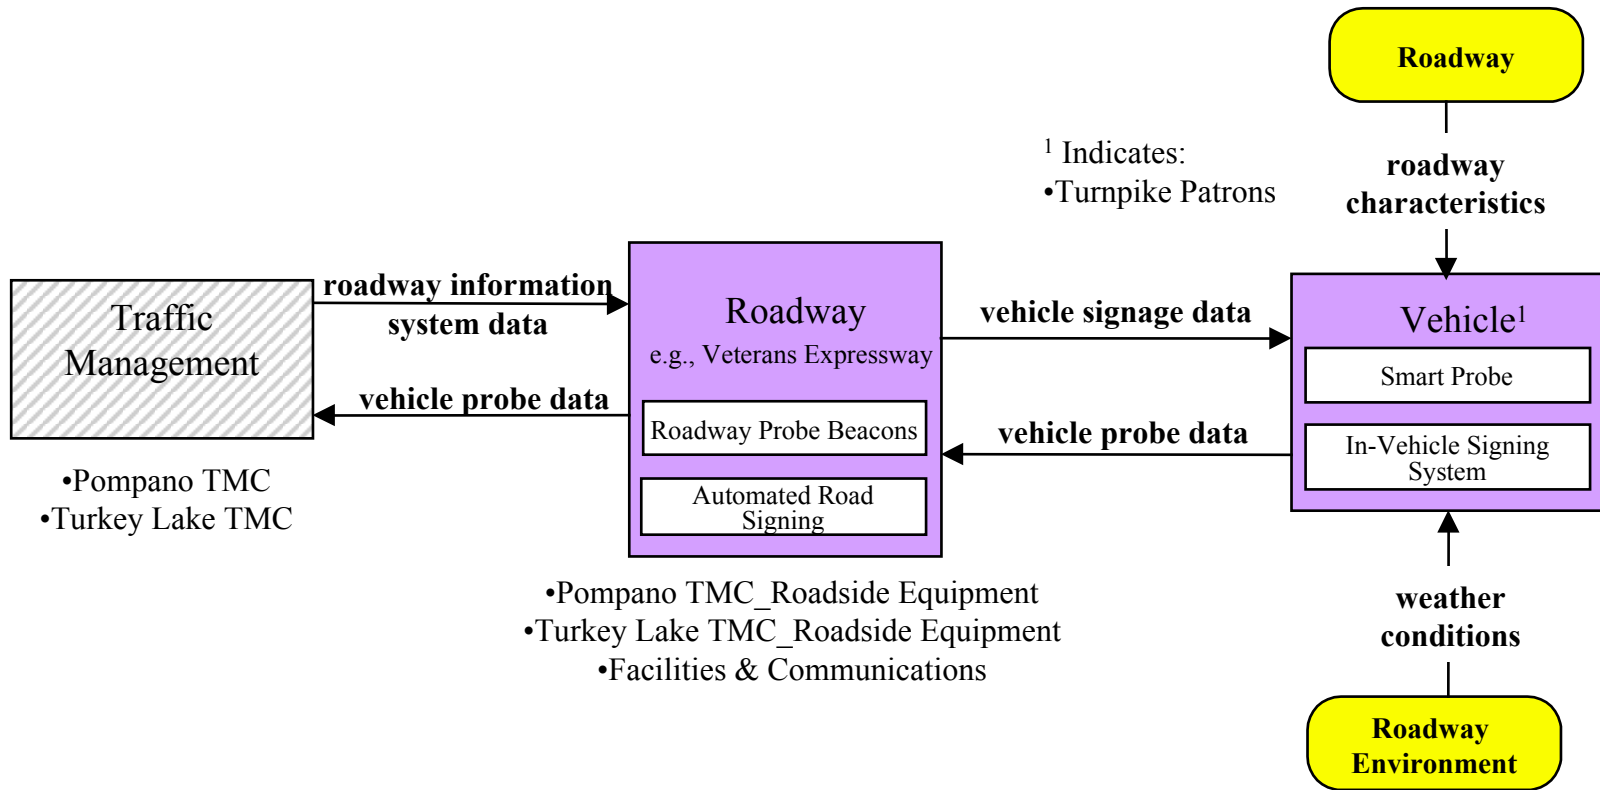 Roadway
¹ Indicates:
•Turnpike Patrons
roadway
characteristics
Traffic
Management
roadway information
system data
vehicle probe data
•Pompano TMC
•Turkey Lake TMC
Roadway
e.g., Veterans Expressway
Roadway Probe Beacons
Automated Road
Signing
•Pompano TMC_Roadside Equipment
•Turkey Lake TMC_Roadside Equipment
•Facilities & Communications
vehicle signage data
vehicle probe data
Vehicle¹
Smart Probe
In-Vehicle Signing
System
weather
conditions
Roadway
Environment